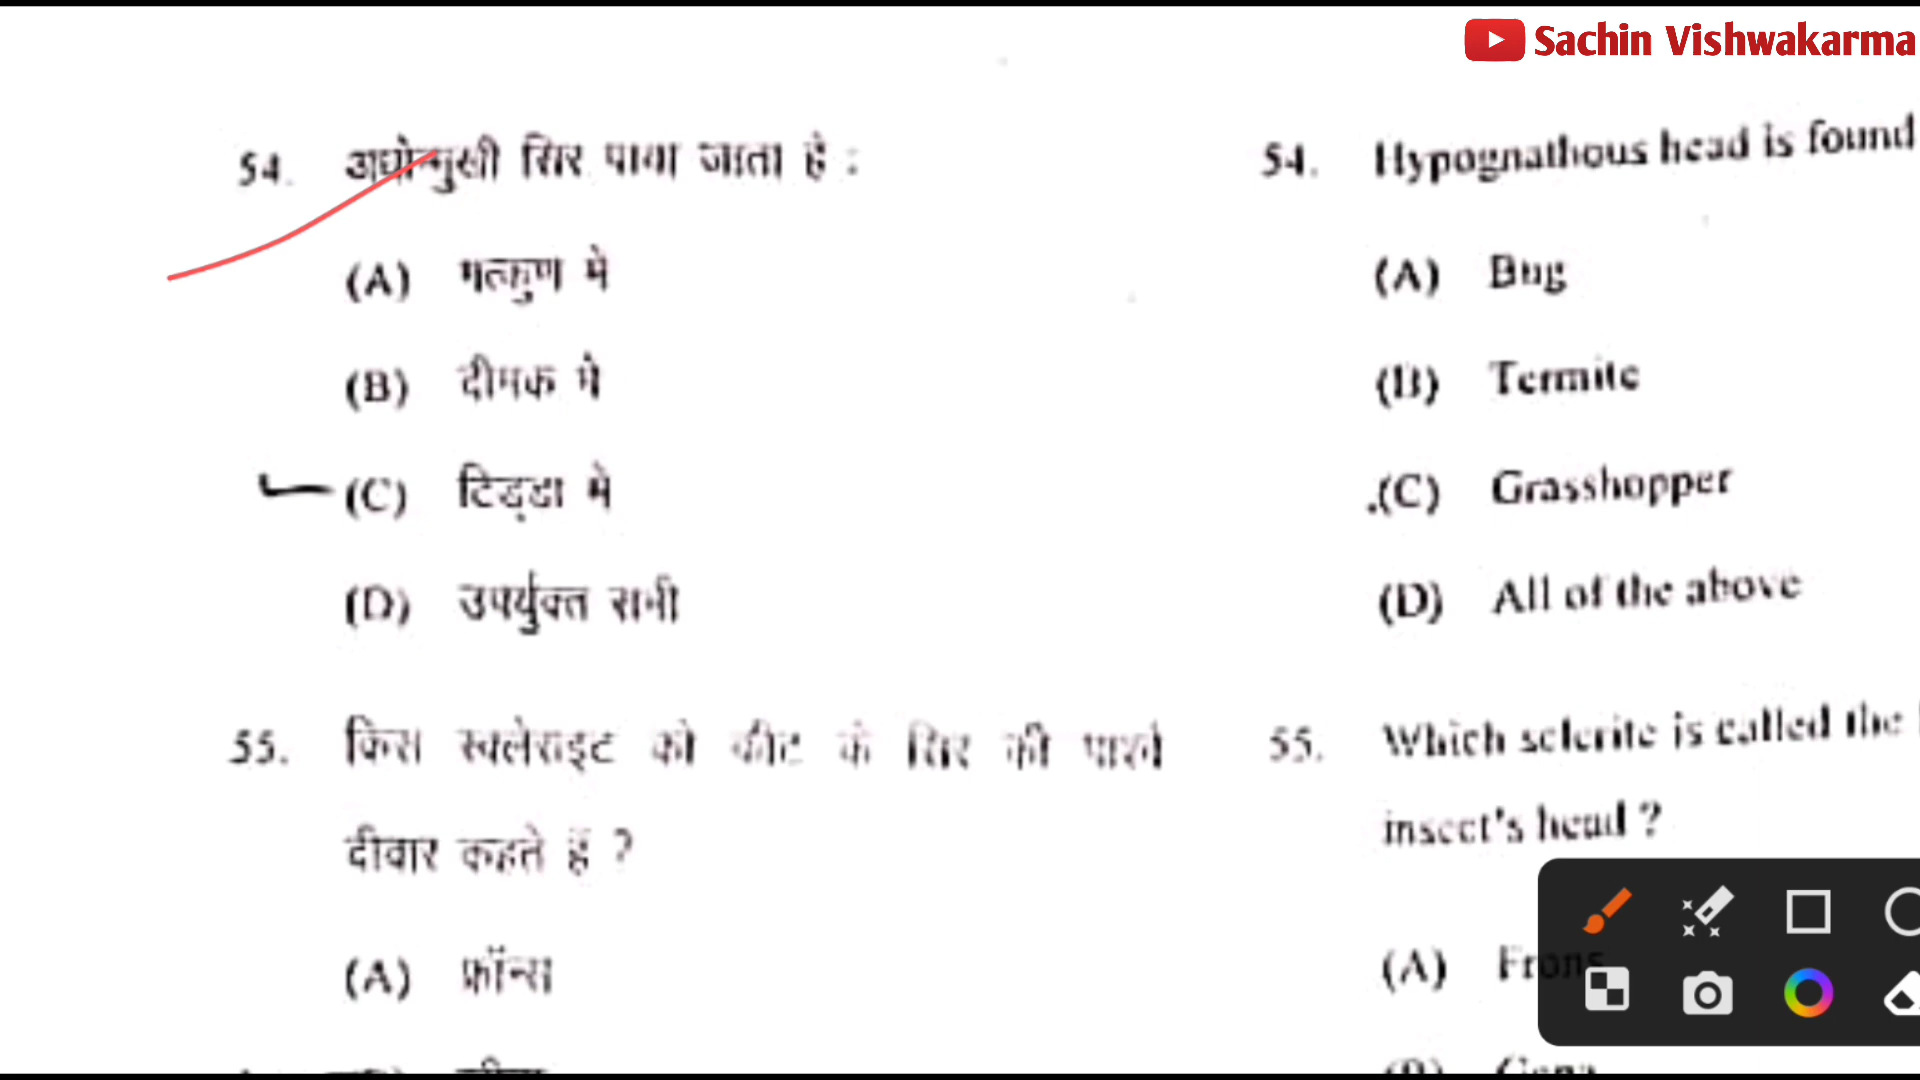 Sachin Vishwakarma
54. अधोन्मुखी सिर पाया जाता है :
(A) मत्कुण में
(B) दीमक में
(C) टिड्डा में
(D) उपर्युक्त सभी
55. किस स्क्लेराइट को कीट के सिर की पार्श्व
दीवार कहते हैं ?
(A) फ्रॉन्स
54. Hypognathous head is found
(A) Bug
(B) Termite
(C) Grasshopper
(D) All of the above
55. Which sclerite is called the
insect's head ?
(A) Frons
(B) Gena